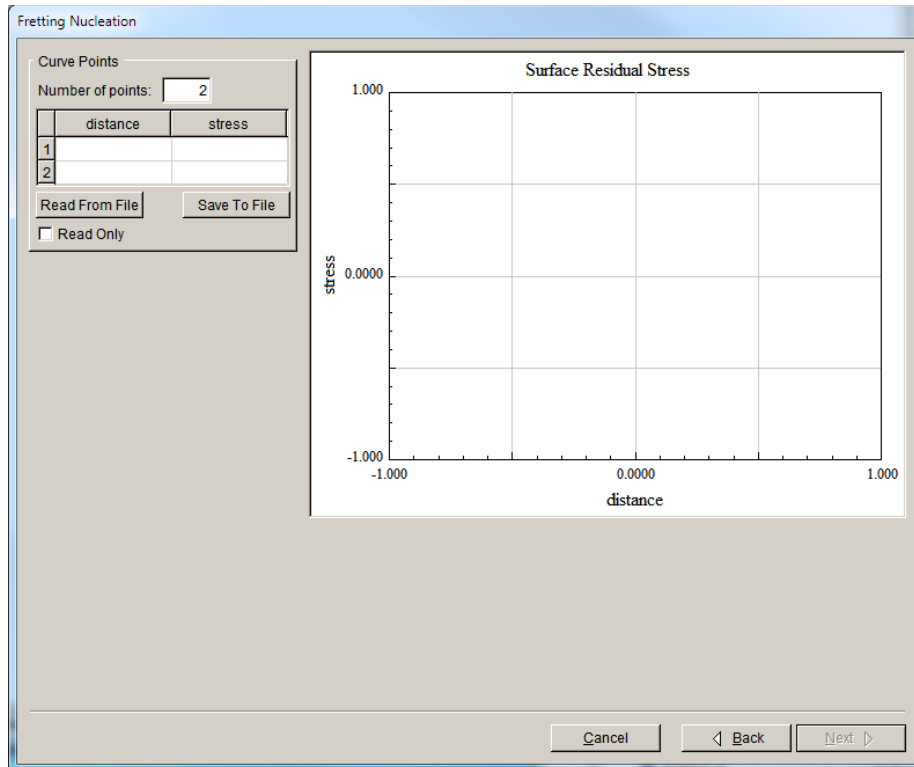 Fretting Nucleation
Curve Points
Number of points: 2
distance stress
1
2
Read From File Save To File
Read Only
Surface Residual Stress
1.000
stress
0.0000
-1.000
-1.000 0.0000 1.000
distance
Cancel Back Next